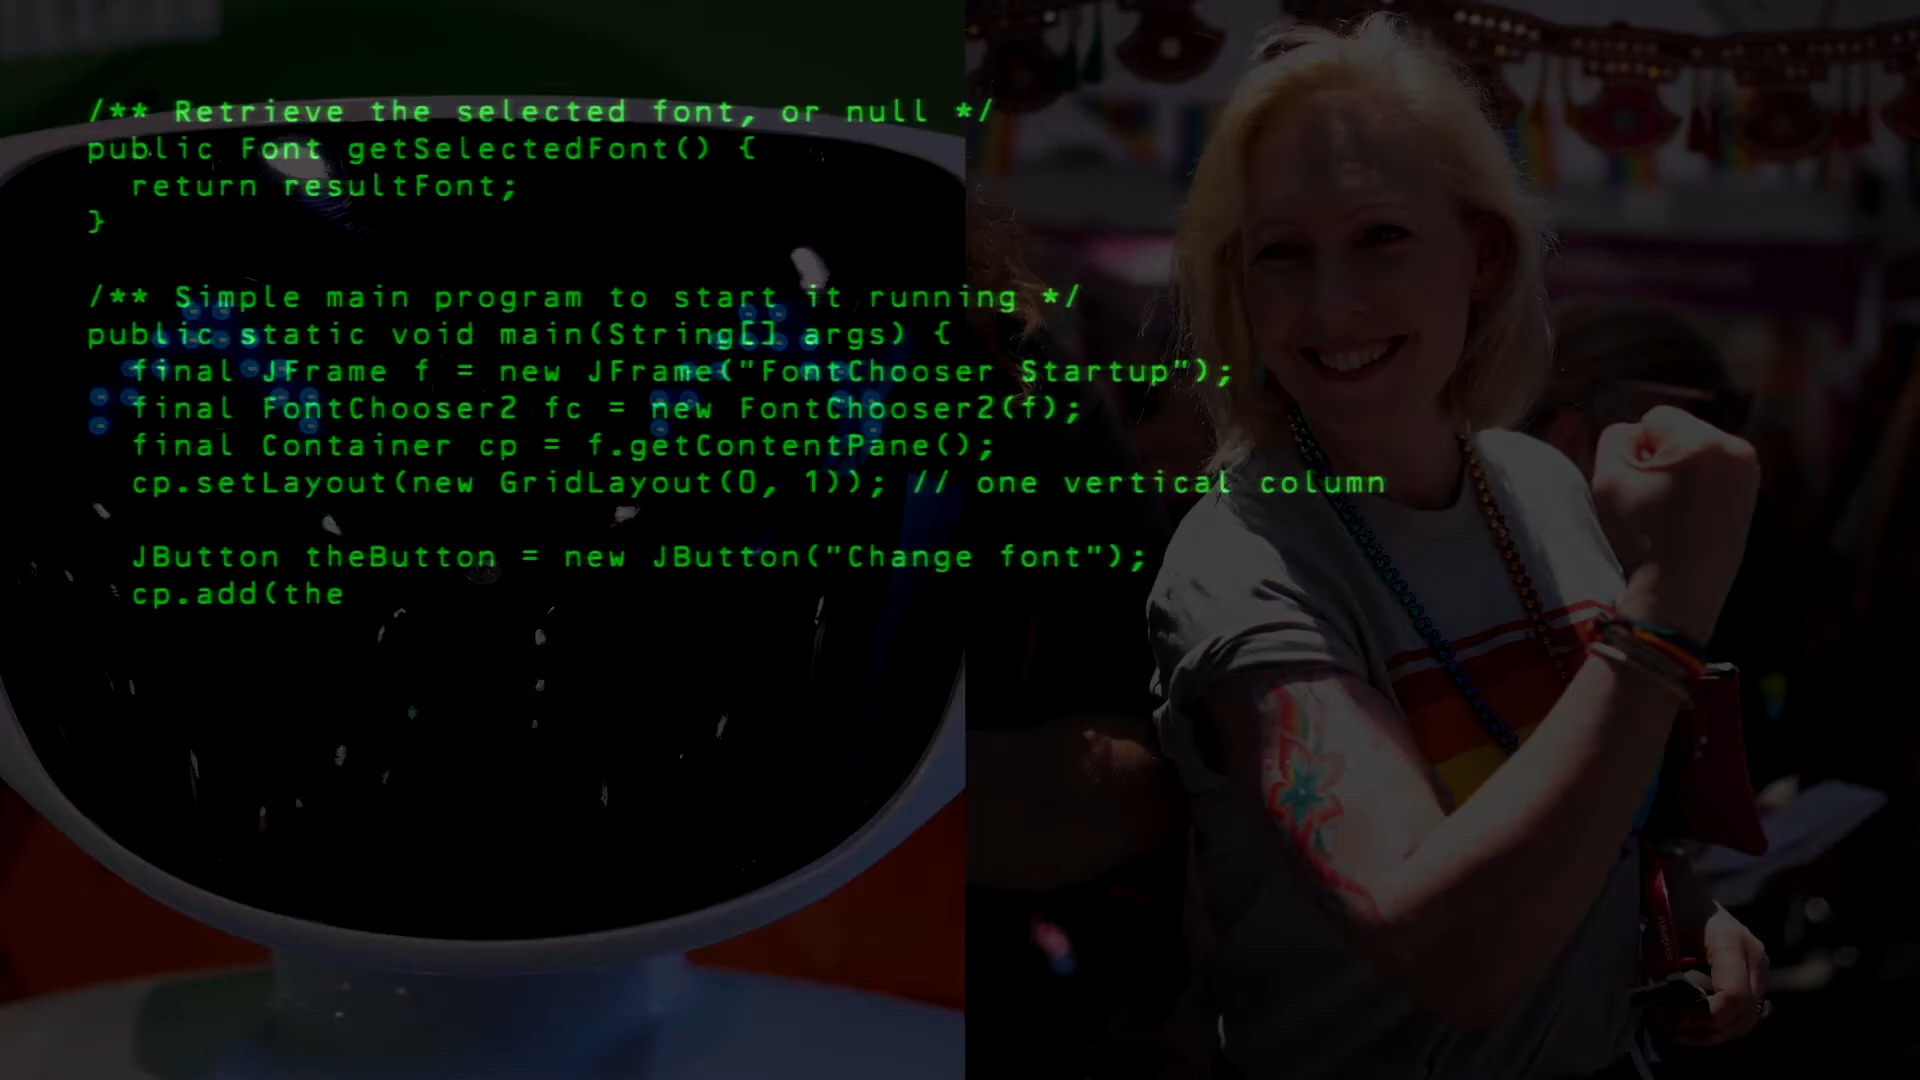 /** Retrieve the selected font, or null */
public Font getSelectedFont() {
  return resultFont;
}

/** Simple main program to start it running */
public static void main(String[] args) {
  final JFrame f = new JFrame("FontChooser Startup");
  final FontChooser2 fc = new FontChooser2(f);
  final Container cp = f.getContentPane();
  cp.setLayout(new GridLayout(0, 1)); // one vertical column

  JButton theButton = new JButton("Change font");
  cp.add(the